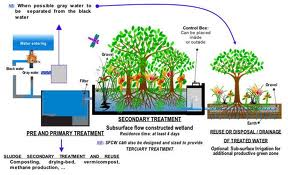 NB: When possible gray water to
be separated from the black
water
Control Box:
Can be placed
inside
or outside
Water entering
Gravel
Black water
Gray water
Filter
Gravel
Earth
SECONDARY TREATMENT
Subsurface flow constructed wetland
Residence time: at least 6 days
PRE AND PRIMARY TREATMENT
NB: SFCW can also be designed and sized to provide
TERTIARY TREATMENT
REUSE OR DISPOSAL / DRAINAGE
OF TREATED WATER
Optional: Sub-surface Irrigation for
additional productive green zone
SLUDGE SECONDARY TREATMENT AND REUSE
Composting, drying-bed, vermicompost,
methane production, ...